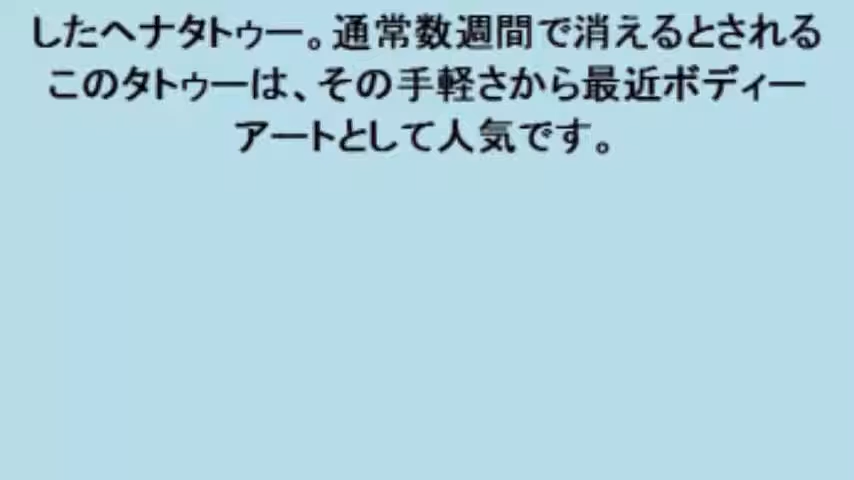 したヘナタトゥー。通常数週間で消えるとされる
このタトゥーは、その手軽さから最近ボディー
アートとして人気です。